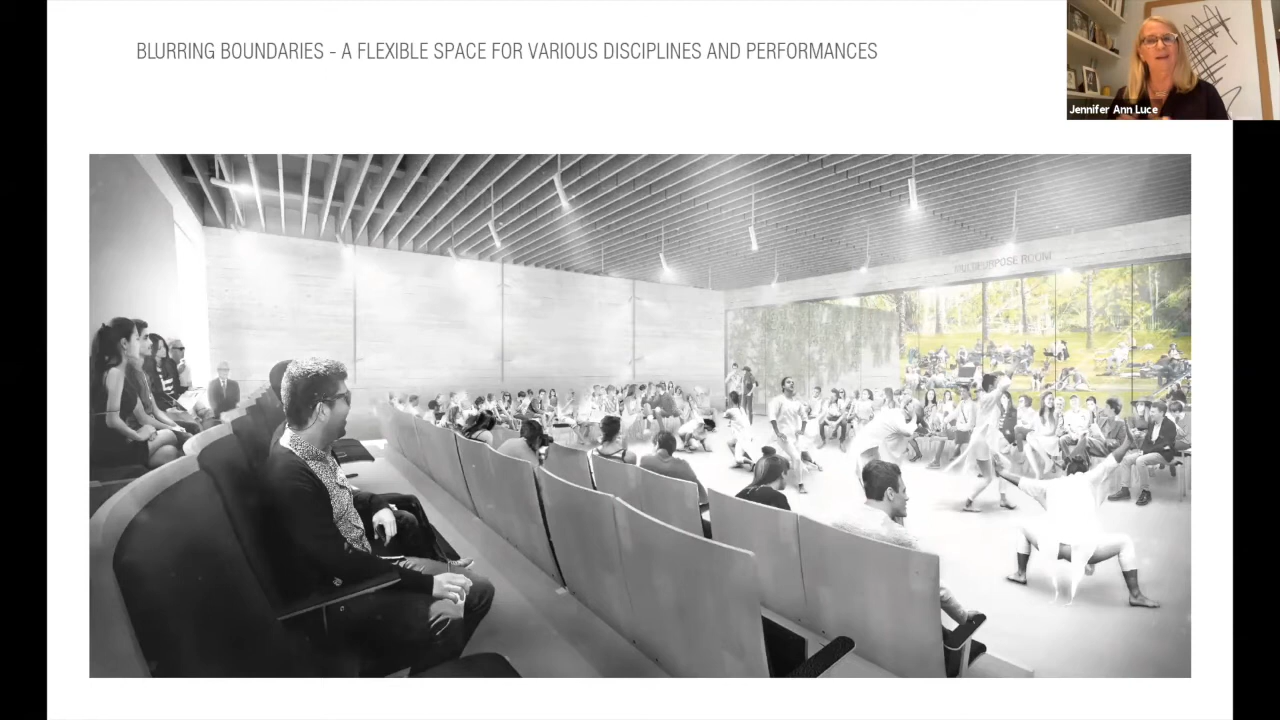 BLURRING BOUNDARIES - A FLEXIBLE SPACE FOR VARIOUS DISCIPLINES AND PERFORMANCES
Jennifer Ann Luce
MULTIPURPOSE ROOM